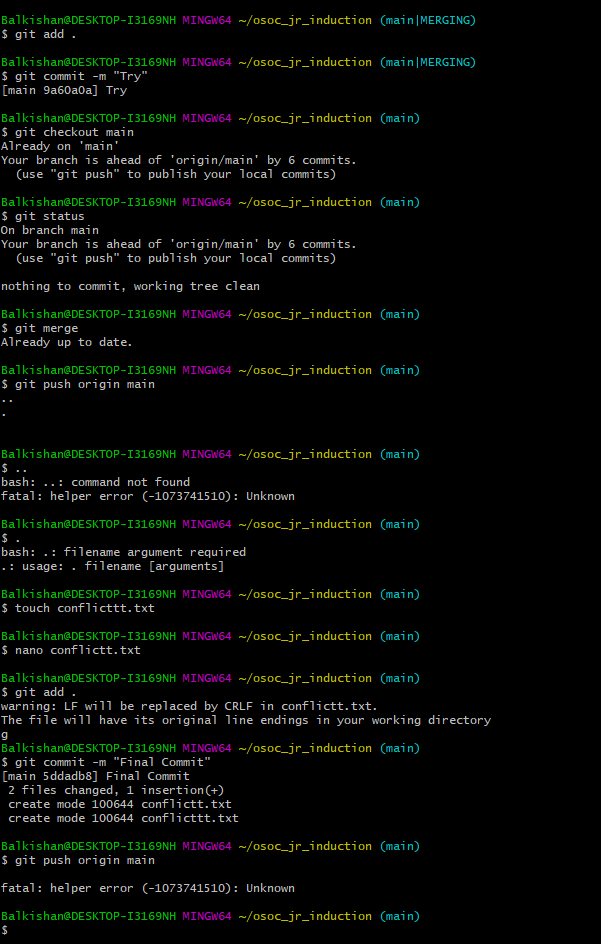 Balkishan@DESKTOP-I3169NH MINGW64 ~/osoc_jr_induction (main|MERGING)
$ git add .
Balkishan@DESKTOP-I3169NH MINGW64 ~/osoc_jr_induction (main|MERGING)
$ git commit -m "Try"
[main 9a60a0a] Try
Balkishan@DESKTOP-I3169NH MINGW64 ~/osoc_jr_induction (main)
$ git checkout main
Already on 'main'
Your branch is ahead of 'origin/main' by 6 commits.
  (use "git push" to publish your local commits)
Balkishan@DESKTOP-I3169NH MINGW64 ~/osoc_jr_induction (main)
$ git status
On branch main
Your branch is ahead of 'origin/main' by 6 commits.
  (use "git push" to publish your local commits)
nothing to commit, working tree clean
Balkishan@DESKTOP-I3169NH MINGW64 ~/osoc_jr_induction (main)
$ git merge
Already up to date.
Balkishan@DESKTOP-I3169NH MINGW64 ~/osoc_jr_induction (main)
$ git push origin main
..
.
Balkishan@DESKTOP-I3169NH MINGW64 ~/osoc_jr_induction (main)
$ ..
bash: ..: command not found
fatal: helper error (-1073741510): Unknown
Balkishan@DESKTOP-I3169NH MINGW64 ~/osoc_jr_induction (main)
$ .
bash: .: filename argument required
.: usage: . filename [arguments]
Balkishan@DESKTOP-I3169NH MINGW64 ~/osoc_jr_induction (main)
$ touch conflicttt.txt
Balkishan@DESKTOP-I3169NH MINGW64 ~/osoc_jr_induction (main)
$ nano conflictt.txt
Balkishan@DESKTOP-I3169NH MINGW64 ~/osoc_jr_induction (main)
$ git add .
warning: LF will be replaced by CRLF in conflictt.txt.
The file will have its original line endings in your working directory
g
Balkishan@DESKTOP-I3169NH MINGW64 ~/osoc_jr_induction (main)
$ git commit -m "Final Commit"
[main 5ddadb8] Final Commit
 2 files changed, 1 insertion(+)
 create mode 100644 conflictt.txt
 create mode 100644 conflicttt.txt
Balkishan@DESKTOP-I3169NH MINGW64 ~/osoc_jr_induction (main)
$ git push origin main
fatal: helper error (-1073741510): Unknown
Balkishan@DESKTOP-I3169NH MINGW64 ~/osoc_jr_induction (main)
$